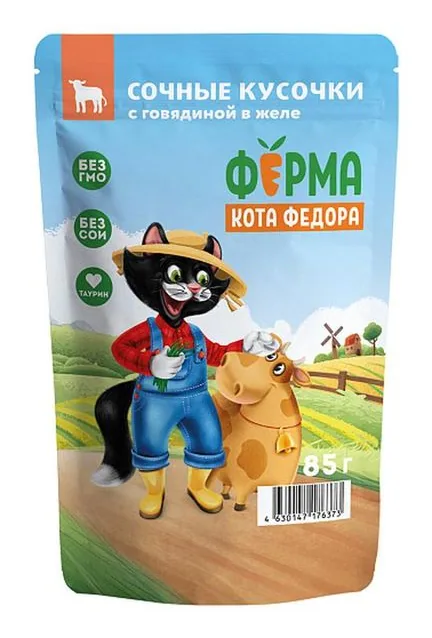 СОЧНЫЕ КУСОЧКИ
с говядиной в желе
ФЕРМА
КОТА ФЕДОРА
БЕЗ
ГМО
БЕЗ
СОИ
ТАУРИН
85 г
4 630147 176373